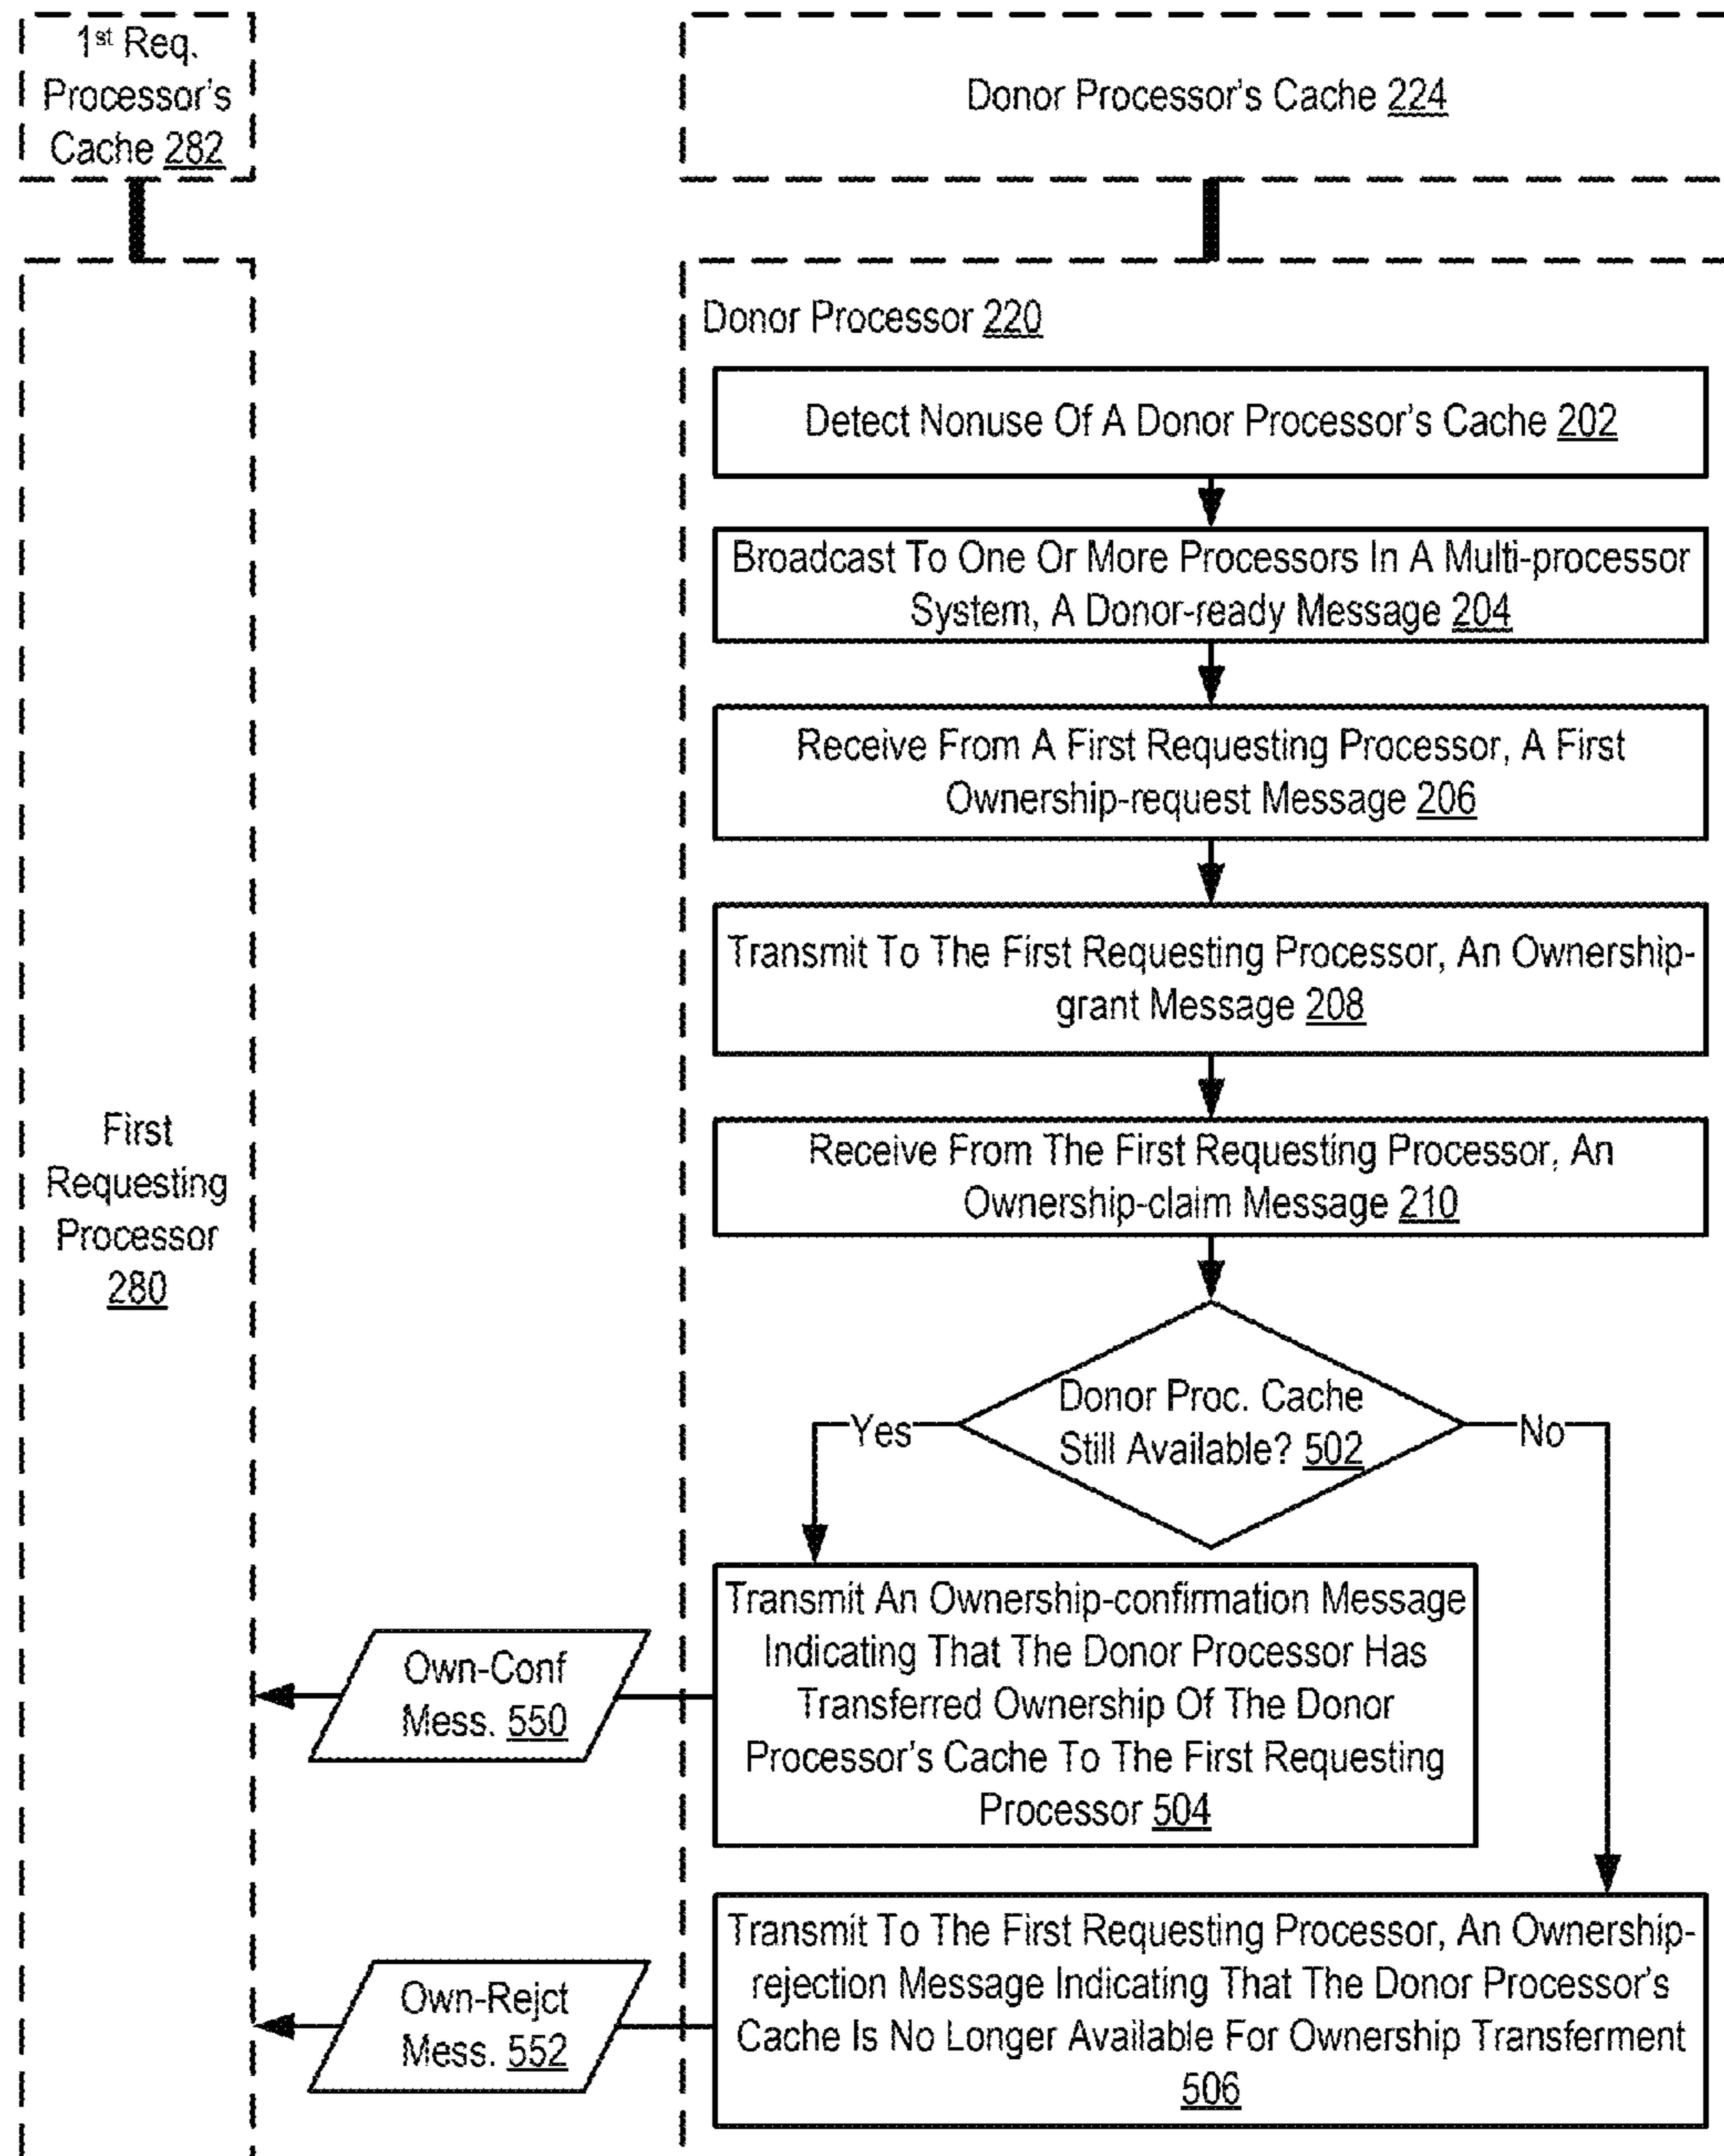 1st Req.
Processor's
Cache 282
Donor Processor's Cache 224
Donor Processor 220
Detect Nonuse Of A Donor Processor's Cache 202
Broadcast To One Or More Processors In A Multi-processor
System, A Donor-ready Message 204
Receive From A First Requesting Processor, A First
Ownership-request Message 206
Transmit To The First Requesting Processor, An Ownership-
grant Message 208
Receive From The First Requesting Processor, An
Ownership-claim Message 210
First
Requesting
Processor
280
Donor Proc. Cache
Still Available? 502
Yes
No
Transmit An Ownership-confirmation Message
Indicating That The Donor Processor Has
Transferred Ownership Of The Donor
Processor's Cache To The First Requesting
Processor 504
Own-Conf
Mess. 550
Transmit To The First Requesting Processor, An Ownership-
rejection Message Indicating That The Donor Processor's
Cache Is No Longer Available For Ownership Transferment
506
Own-Rejct
Mess. 552